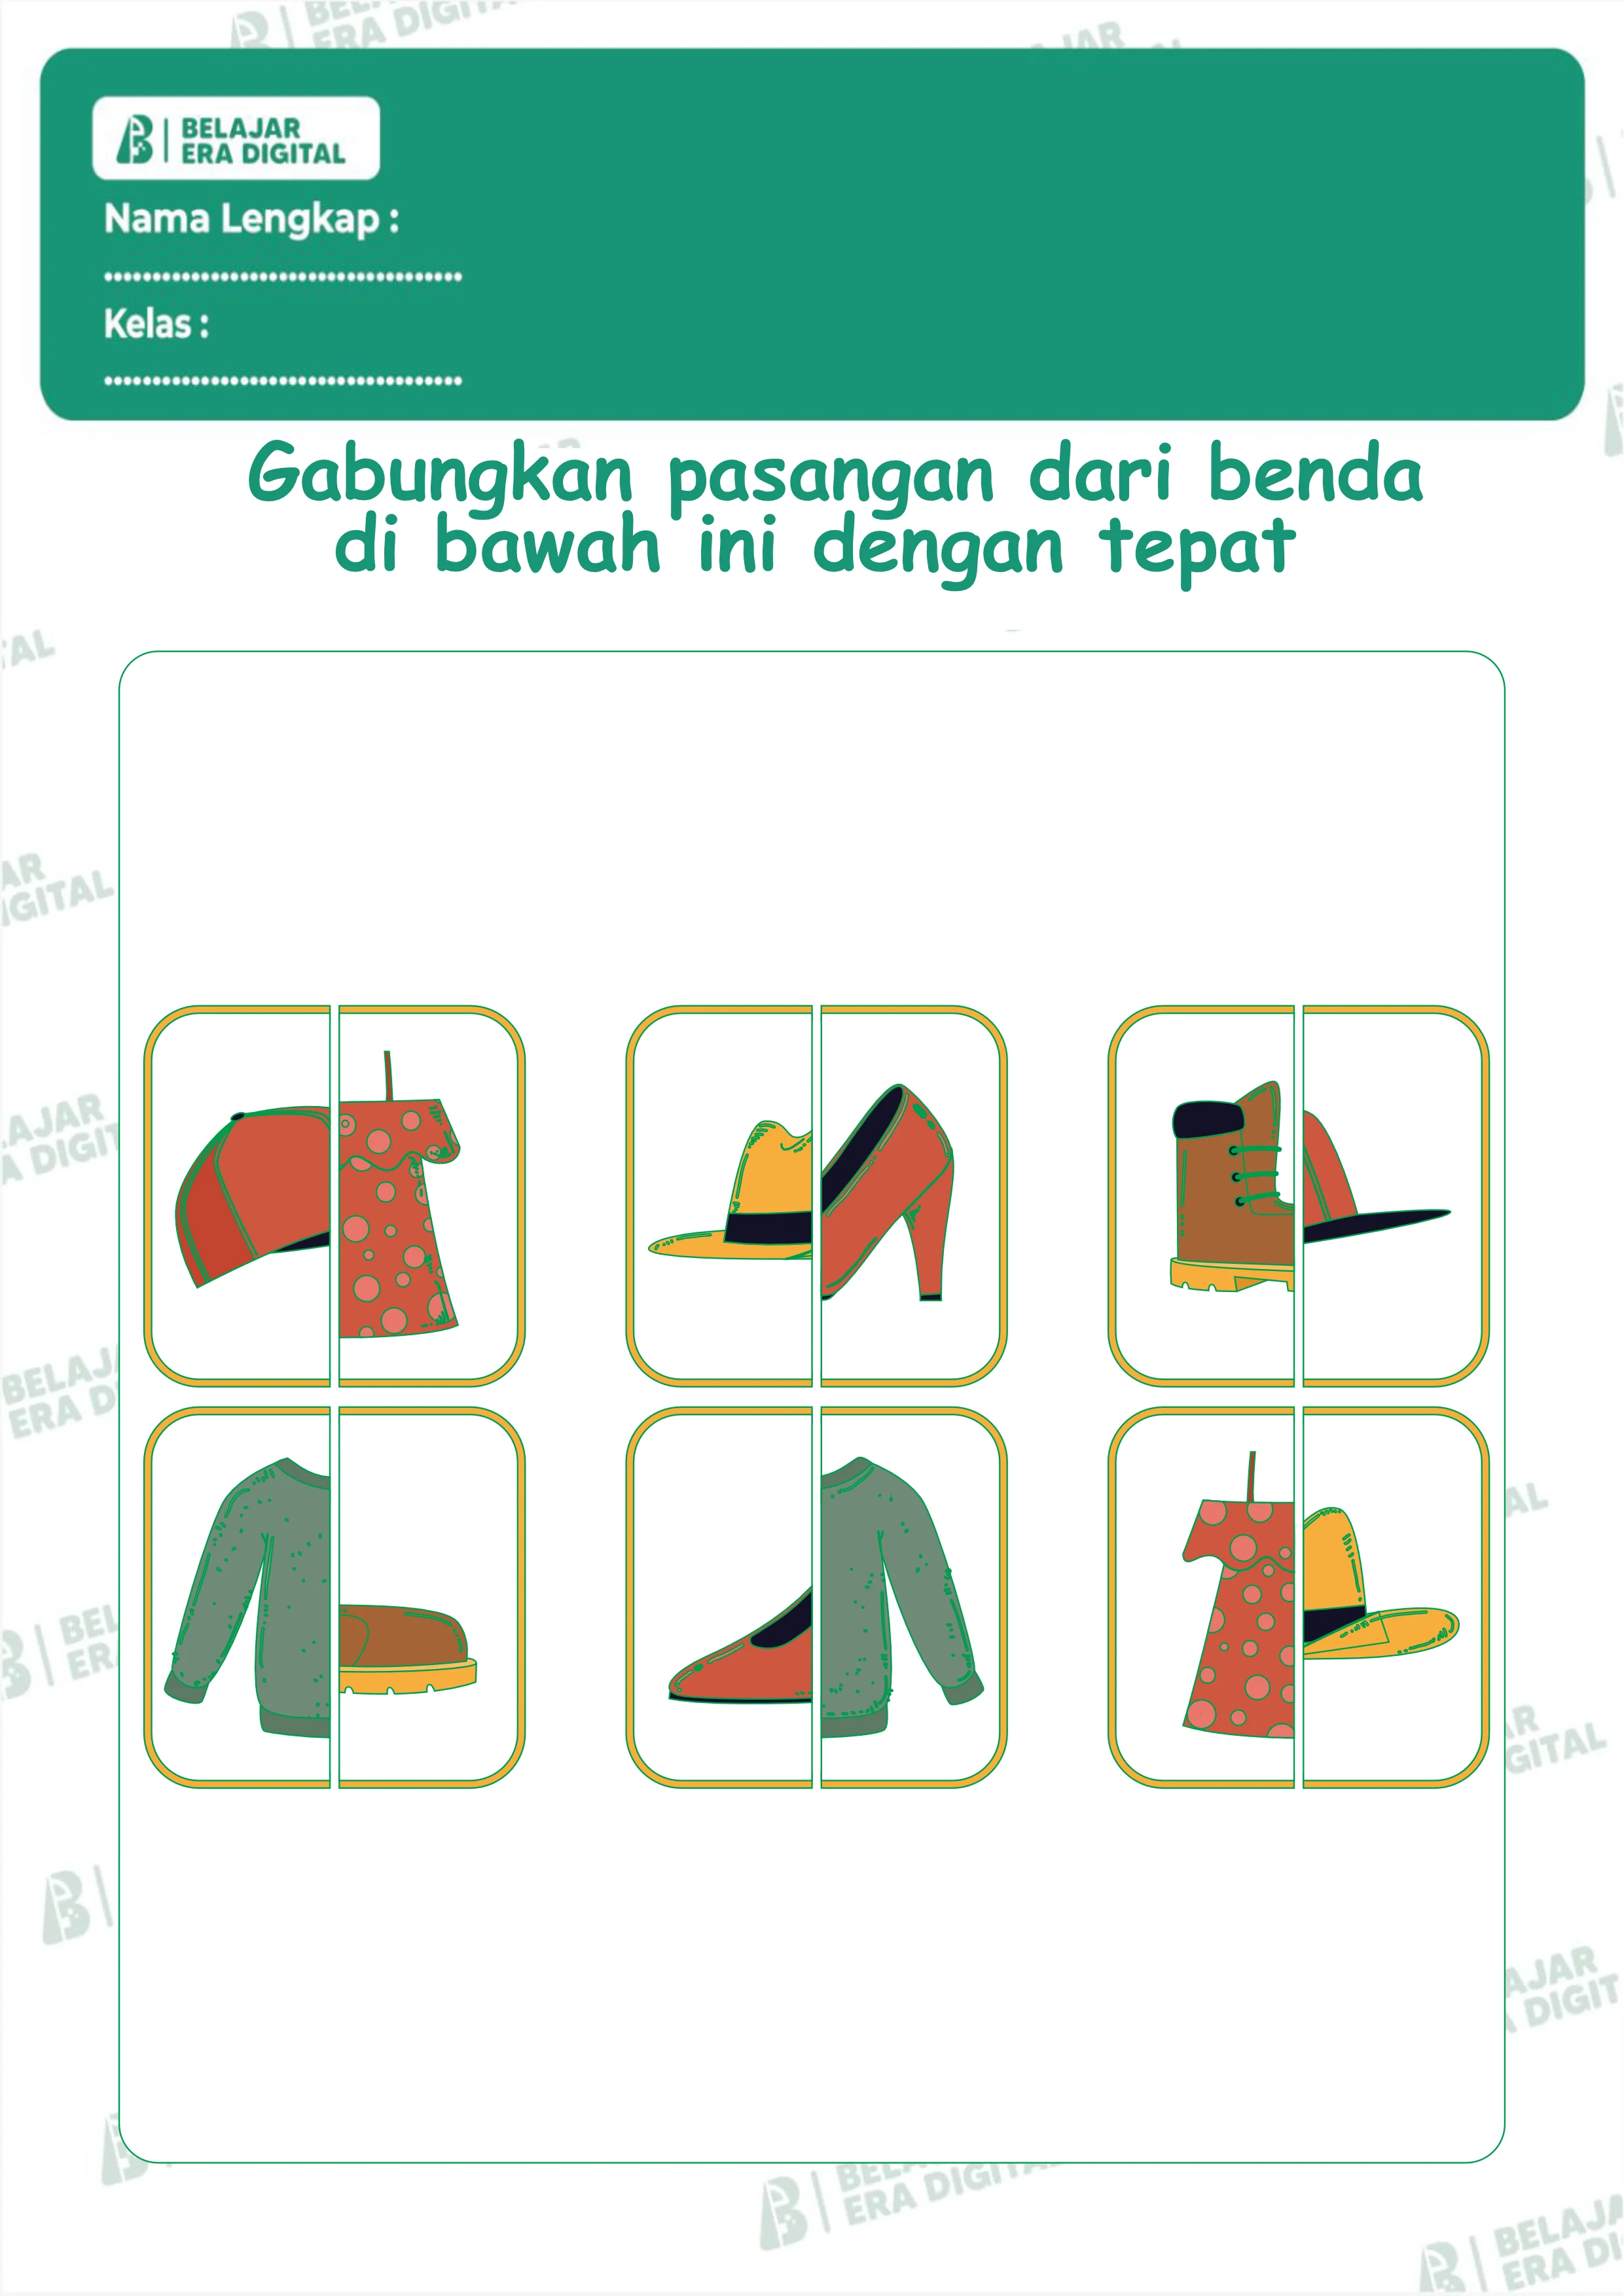 BELAJAR
ERA DIGITAL
Nama Lengkap :
.....................................
Kelas :
.....................................
Gabungkan pasangan dari benda
di bawah ini dengan tepat